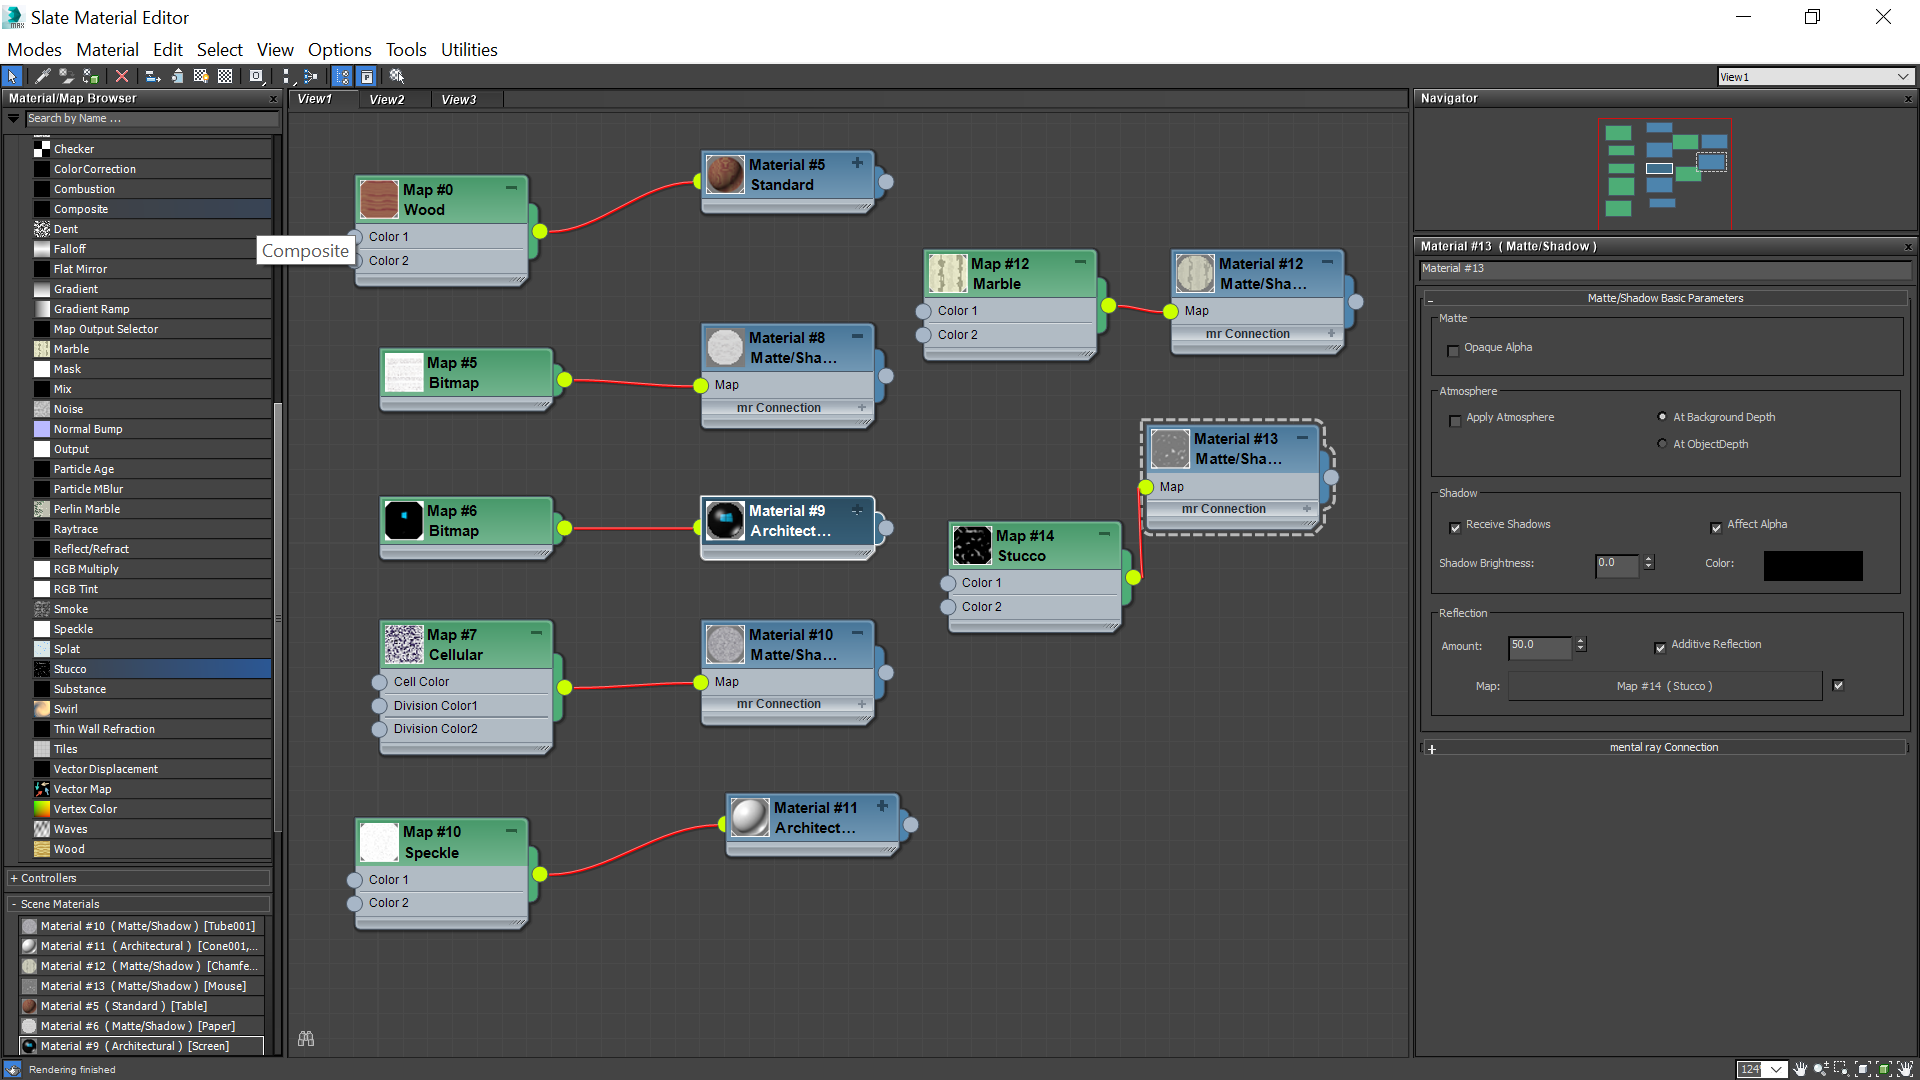 Slate Material Editor
Modes Material Edit Select View Options Tools Utilities
View1
Material/Map Browser
Search by Name ...
Checker
ColorCorrection
Combustion
Composite
Dent
Falloff
Flat Mirror
Gradient
Gradient Ramp
Map Output Selector
Marble
Mask
Mix
Noise
Normal Bump
Output
Particle Age
Particle MBlur
Perlin Marble
Raytrace
Reflect/Refract
RGB Multiply
RGB Tint
Smoke
Speckle
Splat
Stucco
Substance
Swirl
Thin Wall Refraction
Tiles
Vector Displacement
Vector Map
Vertex Color
Waves
Wood
+ Controllers
- Scene Materials
Material #10 ( Matte/Shadow ) [Tube001]
Material #11 ( Architectural ) [Cone001,...
Material #12 ( Matte/Shadow ) [Chamfe...
Material #13 ( Matte/Shadow ) [Mouse]
Material #5 ( Standard ) [Table]
Material #6 ( Matte/Shadow ) [Paper]
Material #9 ( Architectural ) [Screen]
Rendering finished
Composite
View1 View2 View3
Map #0
Wood
Color 1
Color 2
Material #5
Standard
Map #5
Bitmap
Material #8
Matte/Sha...
Map
mr Connection
Map #6
Bitmap
Material #9
Architect...
Map #7
Cellular
Cell Color
Division Color1
Division Color2
Material #10
Matte/Sha...
Map
mr Connection
Map #10
Speckle
Color 1
Color 2
Material #11
Architect...
Map #12
Marble
Color 1
Color 2
Material #12
Matte/Sha...
Map
mr Connection
Map #14
Stucco
Color 1
Color 2
Material #13
Matte/Sha...
Map
mr Connection
Navigator
Material #13 ( Matte/Shadow )
Material #13
Matte/Shadow Basic Parameters
Matte
Opaque Alpha
Atmosphere
Apply Atmosphere
At Background Depth
At ObjectDepth
Shadow
Receive Shadows
Affect Alpha
Shadow Brightness: 0.0 Color:
Reflection
Amount: 50.0 Additive Reflection
Map: Map #14 ( Stucco )
mental ray Connection
124%